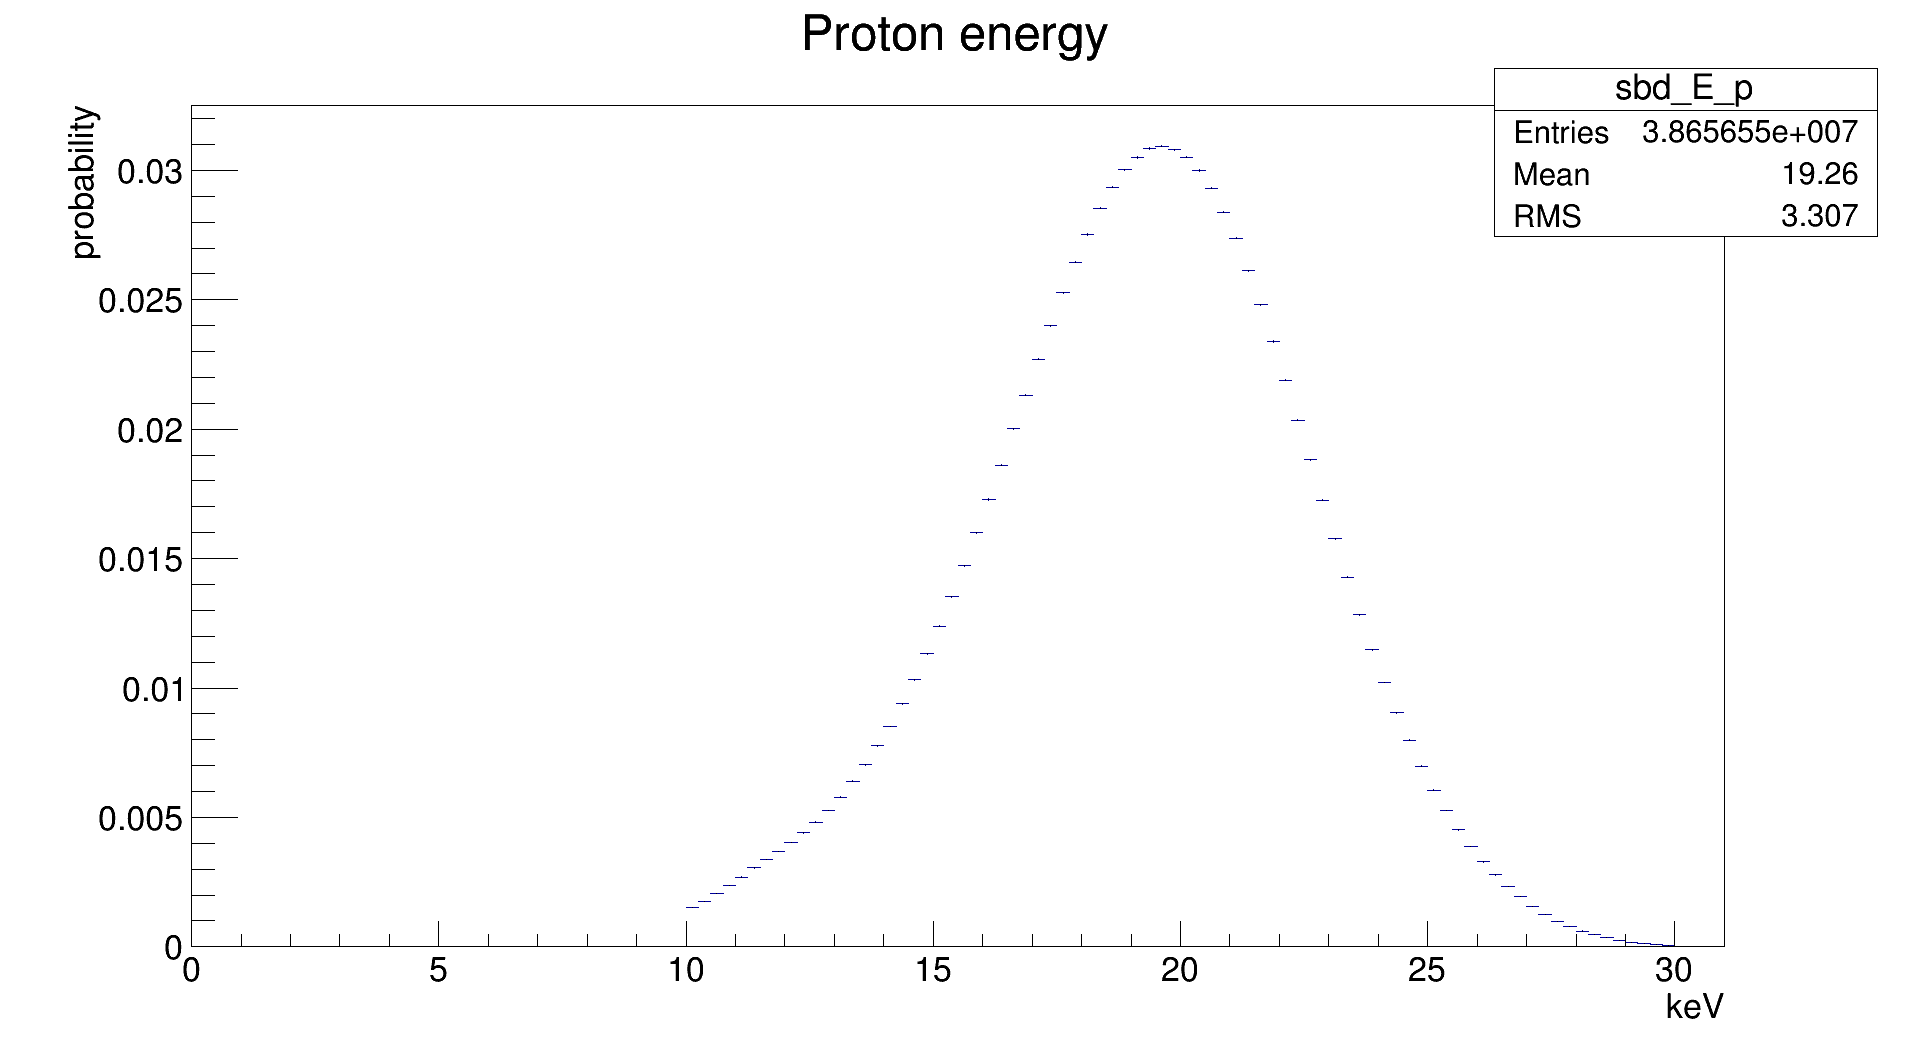 Proton energy
sbd_E_p
Entries 3.865655e+007
Mean 19.26
RMS 3.307
probability
0.03
0.025
0.02
0.015
0.01
0.005
0
0 5 10 15 20 25 30
keV